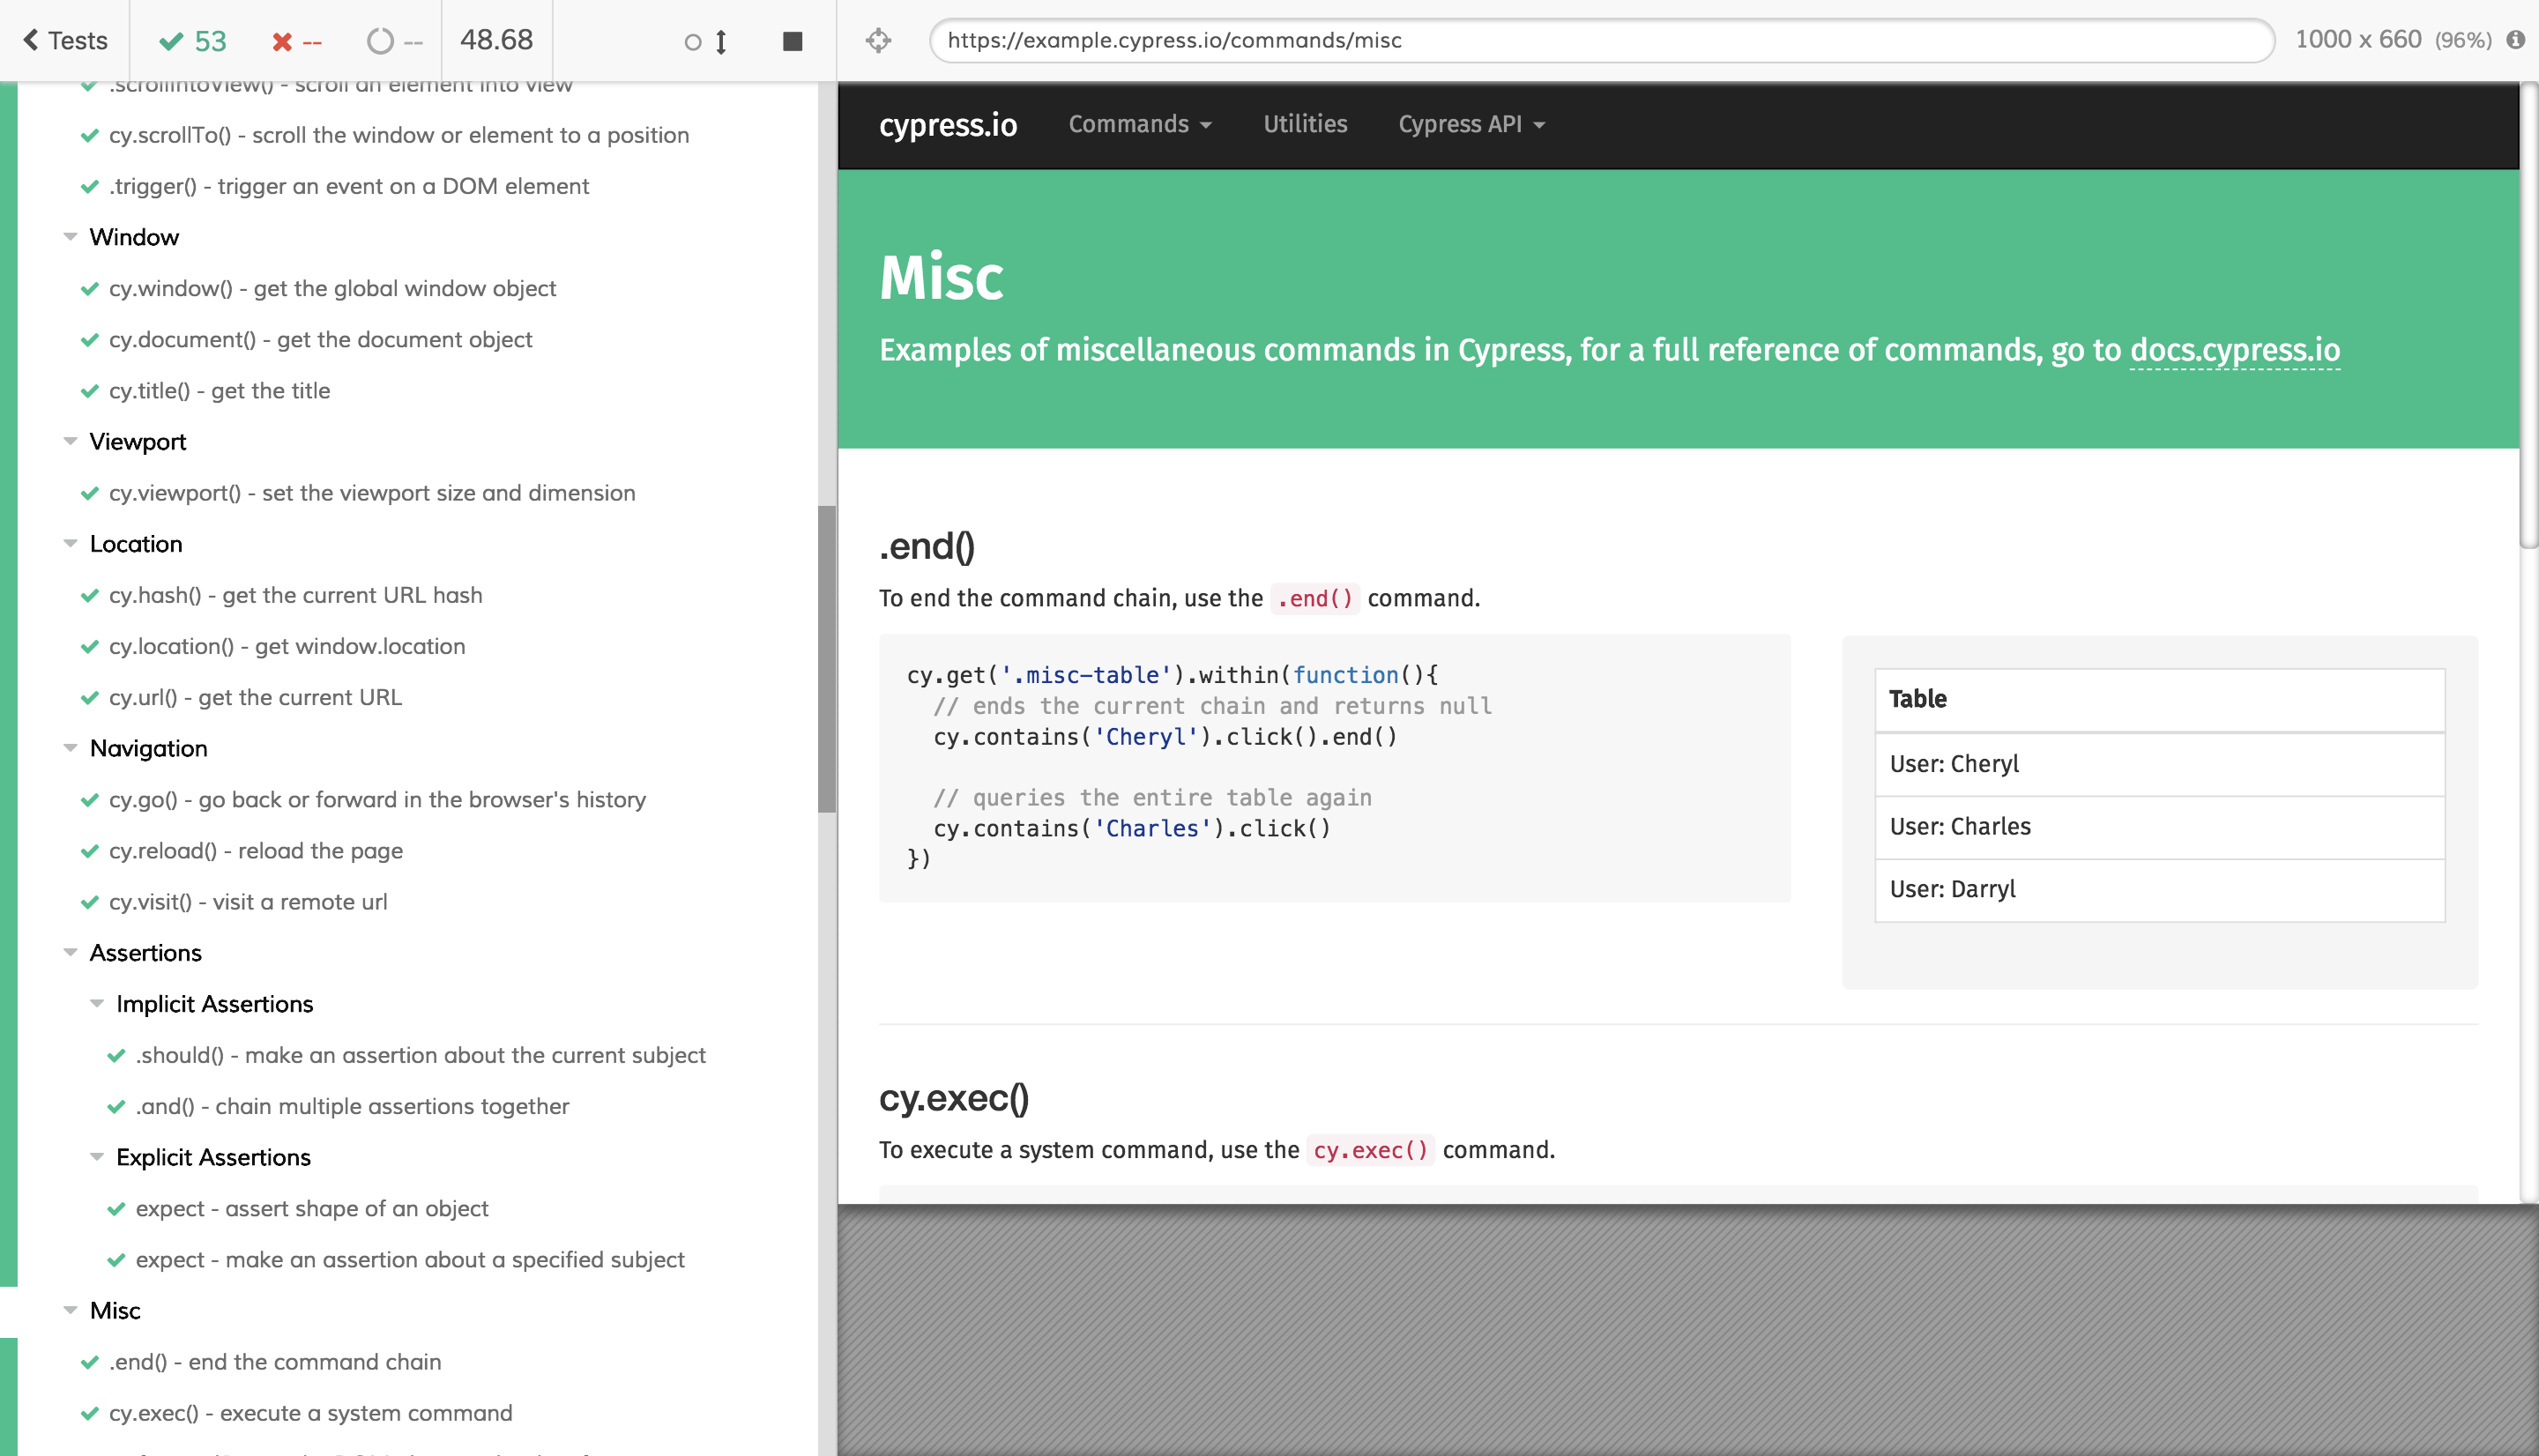 Tests
53
--
--
48.68
https://example.cypress.io/commands/misc
1000 x 660 (96%)
.scrollIntoView() - scroll an element into view
cy.scrollTo() - scroll the window or element to a position
.trigger() - trigger an event on a DOM element
Window
cy.window() - get the global window object
cy.document() - get the document object
cy.title() - get the title
Viewport
cy.viewport() - set the viewport size and dimension
Location
cy.hash() - get the current URL hash
cy.location() - get window.location
cy.url() - get the current URL
Navigation
cy.go() - go back or forward in the browser's history
cy.reload() - reload the page
cy.visit() - visit a remote url
Assertions
Implicit Assertions
.should() - make an assertion about the current subject
.and() - chain multiple assertions together
Explicit Assertions
expect - assert shape of an object
expect - make an assertion about a specified subject
Misc
.end() - end the command chain
cy.exec() - execute a system command
cypress.io
Commands
Utilities
Cypress API
Misc
Examples of miscellaneous commands in Cypress, for a full reference of commands, go to docs.cypress.io
.end()
To end the command chain, use the .end() command.
cy.get('.misc-table').within(function(){
// ends the current chain and returns null
cy.contains('Cheryl').click().end()
// queries the entire table again
cy.contains('Charles').click()
})
Table
User: Cheryl
User: Charles
User: Darryl
cy.exec()
To execute a system command, use the cy.exec() command.